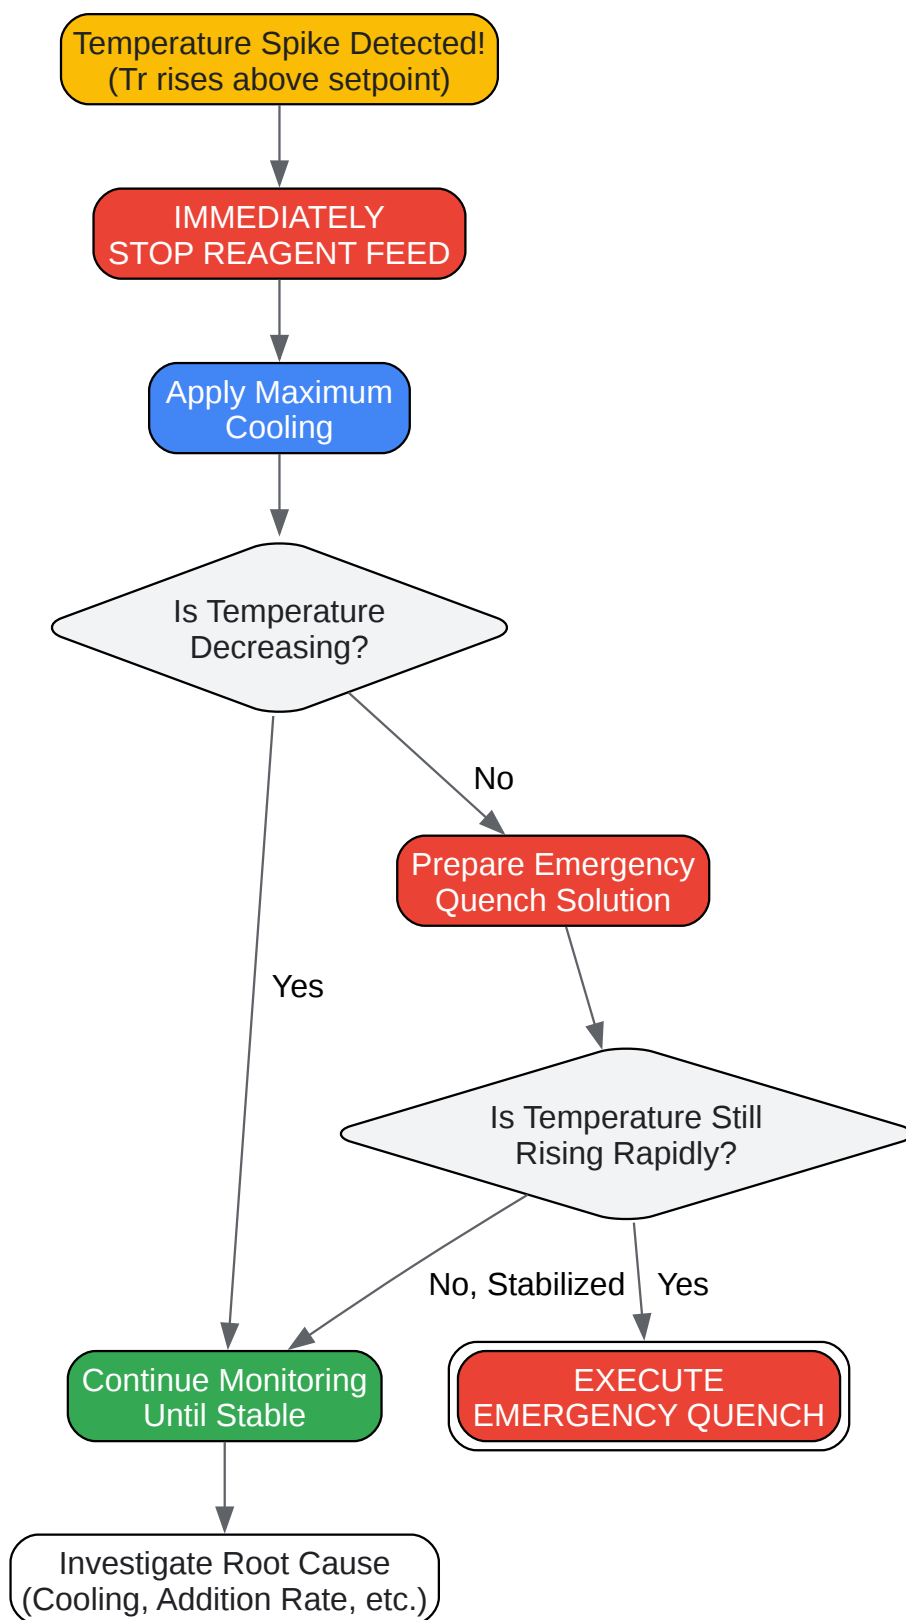 Temperature Spike Detected!
(Tr rises above setpoint)
IMMEDIATELY
STOP REAGENT FEED
Apply Maximum
Cooling
Is Temperature
Decreasing?
No
Prepare Emergency
Quench Solution
Yes
Is Temperature Still
Rising Rapidly?
No, Stabilized
Yes
Continue Monitoring
Until Stable
EXECUTE
EMERGENCY QUENCH
Investigate Root Cause
(Cooling, Addition Rate, etc.)